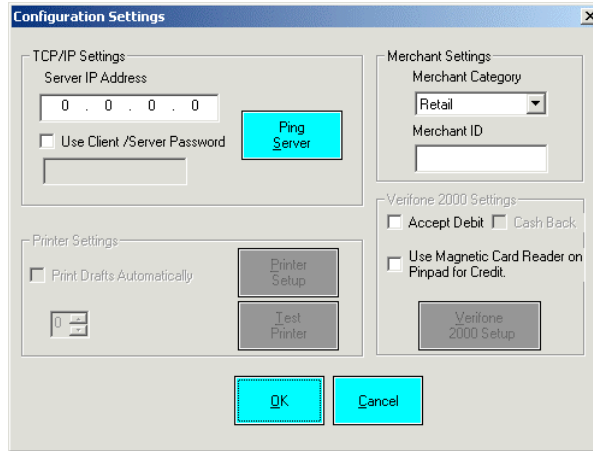 Configuration Settings
TCP/IP Settings
Server IP Address
0 . 0 . 0 . 0
Use Client /Server Password
Ping
Server
Merchant Settings
Merchant Category
Retail
Merchant ID
Printer Settings
Print Drafts Automatically
0
Printer
Setup
Test
Printer
Verifone 2000 Settings
Accept Debit
Cash Back
Use Magnetic Card Reader on
Pinpad for Credit.
Verifone
2000 Setup
OK
Cancel